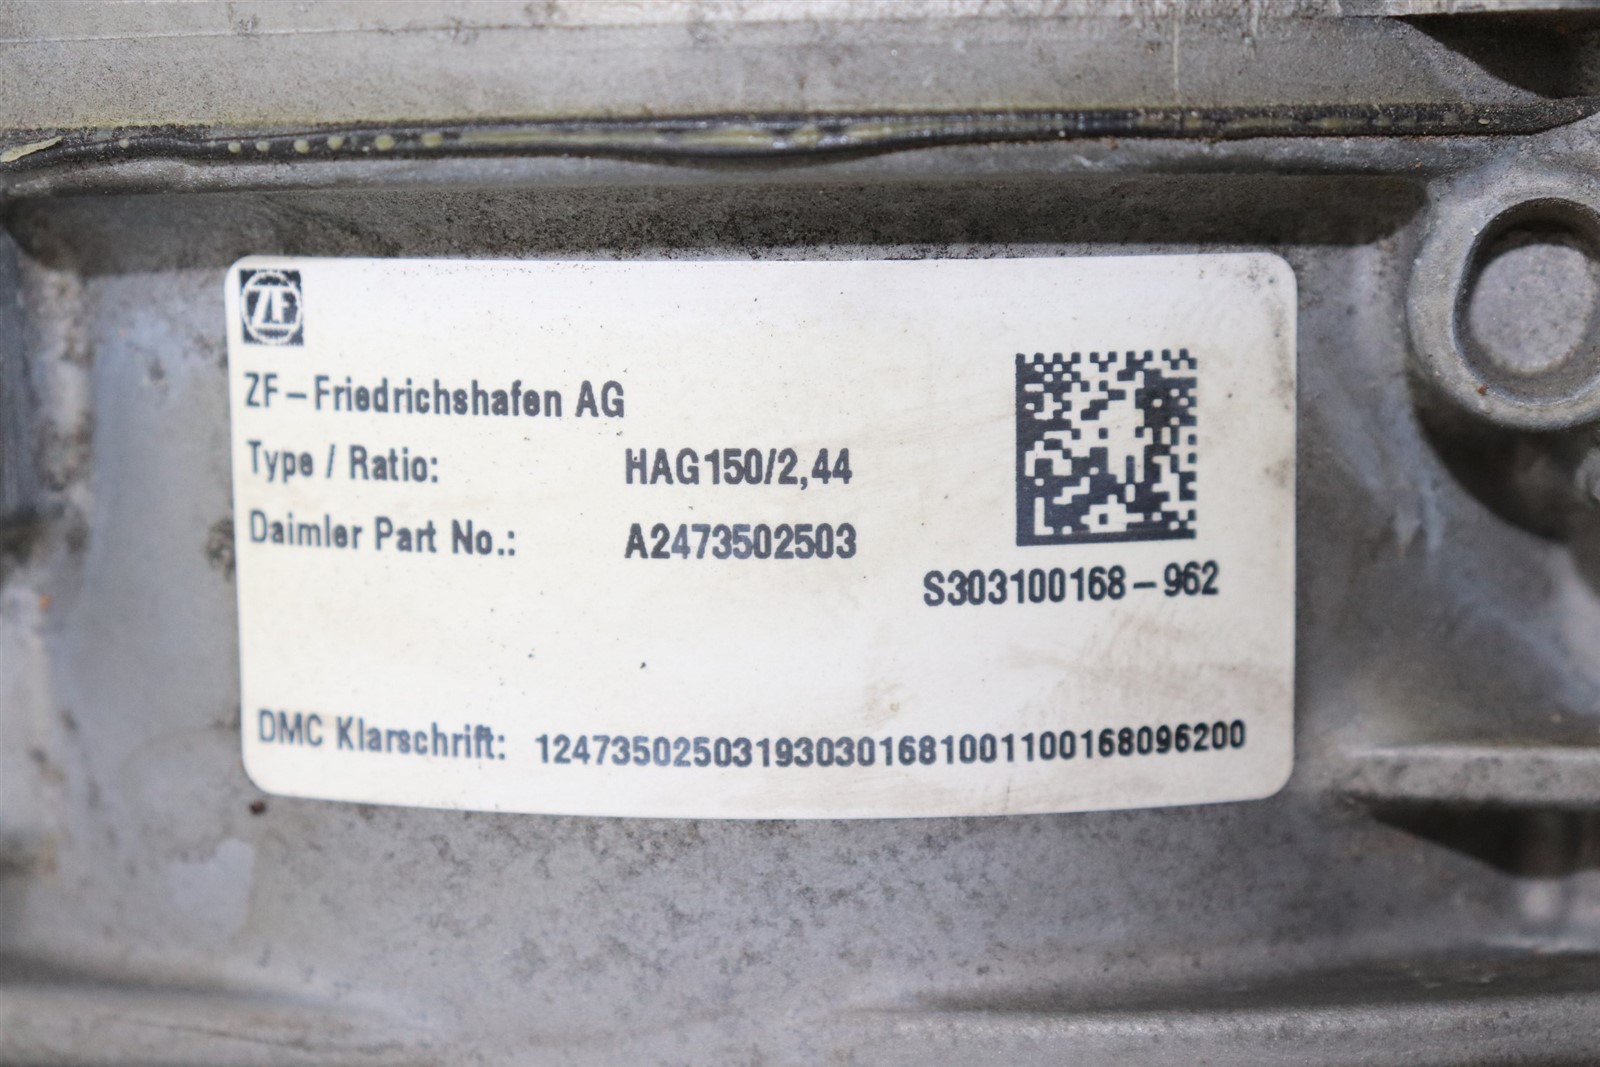 ZF
ZF-Friedrichshafen AG
Type / Ratio: HAG150/2,44
Daimler Part No.: A2473502503
S303100168-962
DMC Klarschrift: 124735025031930301681001100168096200